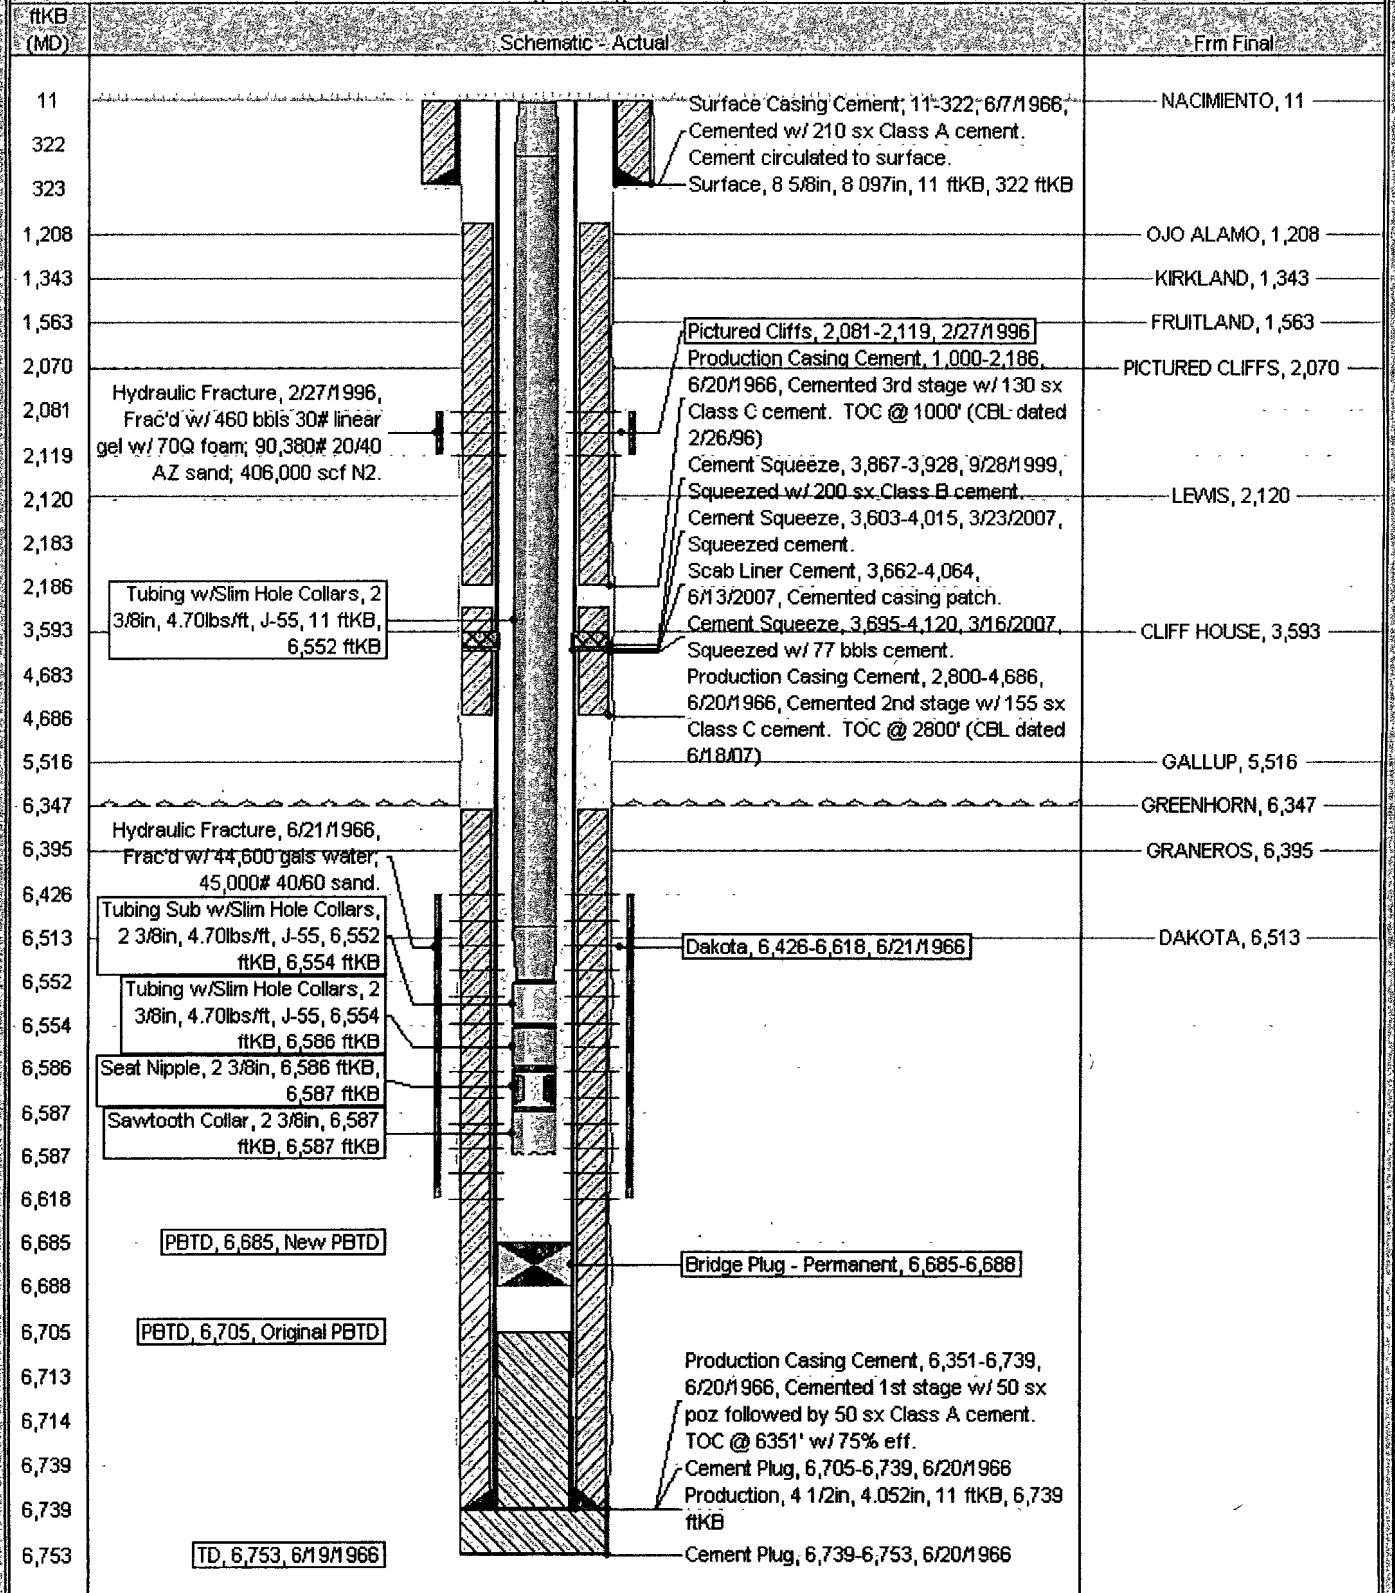 ftKB
(MD)
Schematic - Actual
Frm Final
11
322
323
1,208
1,343
1,563
2,070
2,081
2,119
2,120
2,183
2,186
3,593
4,683
4,686
5,516
6,347
6,395
6,426
6,513
6,552
6,554
6,586
6,587
6,587
6,618
6,685
6,688
6,705
6,713
6,714
6,739
6,739
6,753
Hydraulic Fracture, 2/27/1996,
Frac'd w/ 460 bbls 30# linear
gel w/ 70Q foam; 90,380# 20/40
AZ sand; 406,000 scf N2.
Tubing w/Slim Hole Collars, 2
3/8in, 4.70lbs/ft, J-55, 11 ftKB,
6,552 ftKB
Hydraulic Fracture, 6/21/1966,
Frac'd w/ 44,600 gals water;
45,000# 40/60 sand.
Tubing Sub w/Slim Hole Collars,
2 3/8in, 4.70lbs/ft, J-55, 6,552
ftKB, 6,554 ftKB
Tubing w/Slim Hole Collars, 2
3/8in, 4.70lbs/ft, J-55, 6,554
ftKB, 6,586 ftKB
Seat Nipple, 2 3/8in, 6,586 ftKB,
6,587 ftKB
Sawtooth Collar, 2 3/8in, 6,587
ftKB, 6,587 ftKB
PBTD, 6,685, New PBTD
PBTD, 6,705, Original PBTD
TD, 6,753, 6/19/1966
Surface Casing Cement, 11-322, 6/7/1966,
Cemented w/ 210 sx Class A cement.
Cement circulated to surface.
Surface, 8 5/8in, 8 097in, 11 ftKB, 322 ftKB
Pictured Cliffs, 2,081-2,119, 2/27/1996
Production Casing Cement, 1,000-2,186,
6/20/1966, Cemented 3rd stage w/ 130 sx
Class C cement. TOC @ 1000' (CBL dated
2/26/96)
Cement Squeeze, 3,867-3,928, 9/28/1999,
Squeezed w/ 200 sx Class B cement.
Cement Squeeze, 3,603-4,015, 3/23/2007,
Squeezed cement.
Scab Liner Cement, 3,662-4,064,
6/13/2007, Cemented casing patch.
Cement Squeeze, 3,695-4,120, 3/16/2007,
Squeezed w/ 77 bbls cement.
Production Casing Cement, 2,800-4,686,
6/20/1966, Cemented 2nd stage w/ 155 sx
Class C cement. TOC @ 2800' (CBL dated
6/18/07)
Dakota, 6,426-6,618, 6/21/1966
Bridge Plug - Permanent, 6,685-6,688
Production Casing Cement, 6,351-6,739,
6/20/1966, Cemented 1st stage w/ 50 sx
poz followed by 50 sx Class A cement.
TOC @ 6351' w/ 75% eff.
Cement Plug, 6,705-6,739, 6/20/1966
Production, 4 1/2in, 4.052in, 11 ftKB, 6,739
ftKB
Cement Plug, 6,739-6,753, 6/20/1966
NACIMIENTO, 11
OJO ALAMO, 1,208
KIRKLAND, 1,343
FRUITLAND, 1,563
PICTURED CLIFFS, 2,070
LEWIS, 2,120
CLIFF HOUSE, 3,593
GALLUP, 5,516
GREENHORN, 6,347
GRANEROS, 6,395
DAKOTA, 6,513